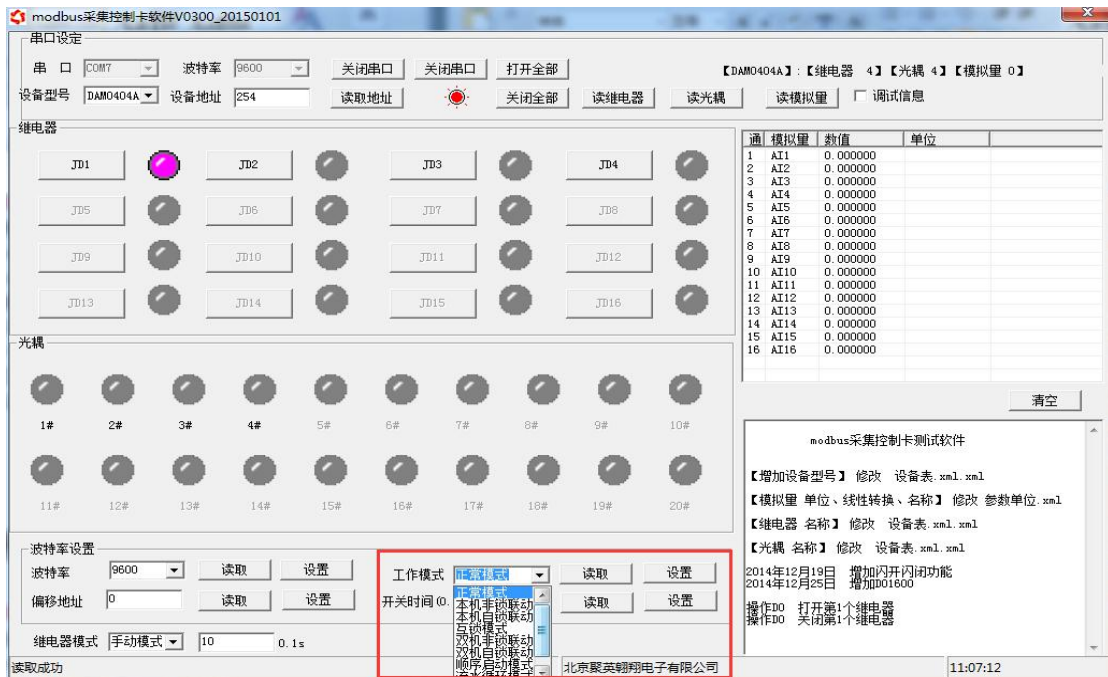 modbus采集控制卡软件V0300_20150101
串口设定
串 口 COM7 波特率 9600 关闭串口 关闭串口 打开全部 【DAM0404A】:【继电器 4】【光耦 4】【模拟量 0】
设备型号 DAM0404A 设备地址 254 读取地址 关闭全部 读继电器 读光耦 读模拟量 调试信息
继电器
JD1 JD2 JD3 JD4
JD5 JD6 JD7 JD8
JD9 JD10 JD11 JD12
JD13 JD14 JD15 JD16
通 模拟量 数值 单位
1 AI1 0.000000
2 AI2 0.000000
3 AI3 0.000000
4 AI4 0.000000
5 AI5 0.000000
6 AI6 0.000000
7 AI7 0.000000
8 AI8 0.000000
9 AI9 0.000000
10 AI10 0.000000
11 AI11 0.000000
12 AI12 0.000000
13 AI13 0.000000
14 AI14 0.000000
15 AI15 0.000000
16 AI16 0.000000
清空
光耦
1# 2# 3# 4# 5# 6# 7# 8# 9# 10#
11# 12# 13# 14# 15# 16# 17# 18# 19# 20#
modbus采集控制卡测试软件
【增加设备型号】 修改 设备表.xml.xml
【模拟量 单位、线性转换、名称】 修改 参数单位.xml
【继电器 名称】 修改 设备表.xml.xml
【光耦 名称】 修改 设备表.xml.xml
2014年12月19日 增加闪开闪闭功能
2014年12月25日 增加DO1600
操作DO 打开第1个继电器
操作DO 关闭第1个继电器
波特率设置
波特率 9600 读取 设置
偏移地址 0 读取 设置
继电器模式 手动模式 10 0.1s
工作模式 正常模式 读取 设置
开关时间(0. 读取 设置
正常模式
本机非锁联动
本机自锁联动
互锁模式
双机非锁联动
双机自锁联动
顺序启动模式
流水循环模式
读取成功 北京聚英翱翔电子有限公司 11:07:12